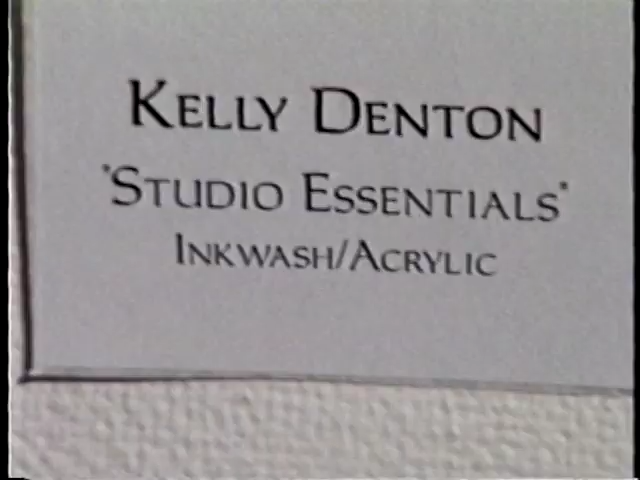 KELLY DENTON
"STUDIO ESSENTIALS"
INKWASH/ACRYLIC